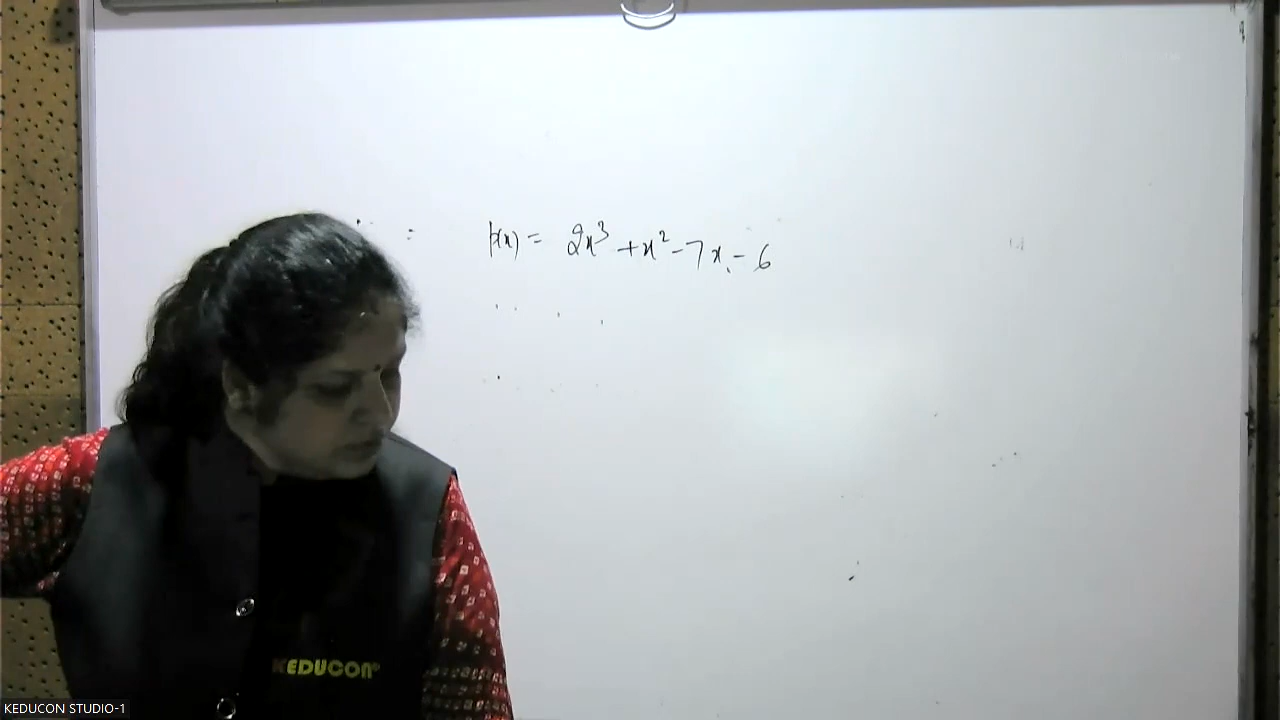 p(x) = 2x³ + x² - 7x - 6
KEDUCON
KEDUCON STUDIO-1